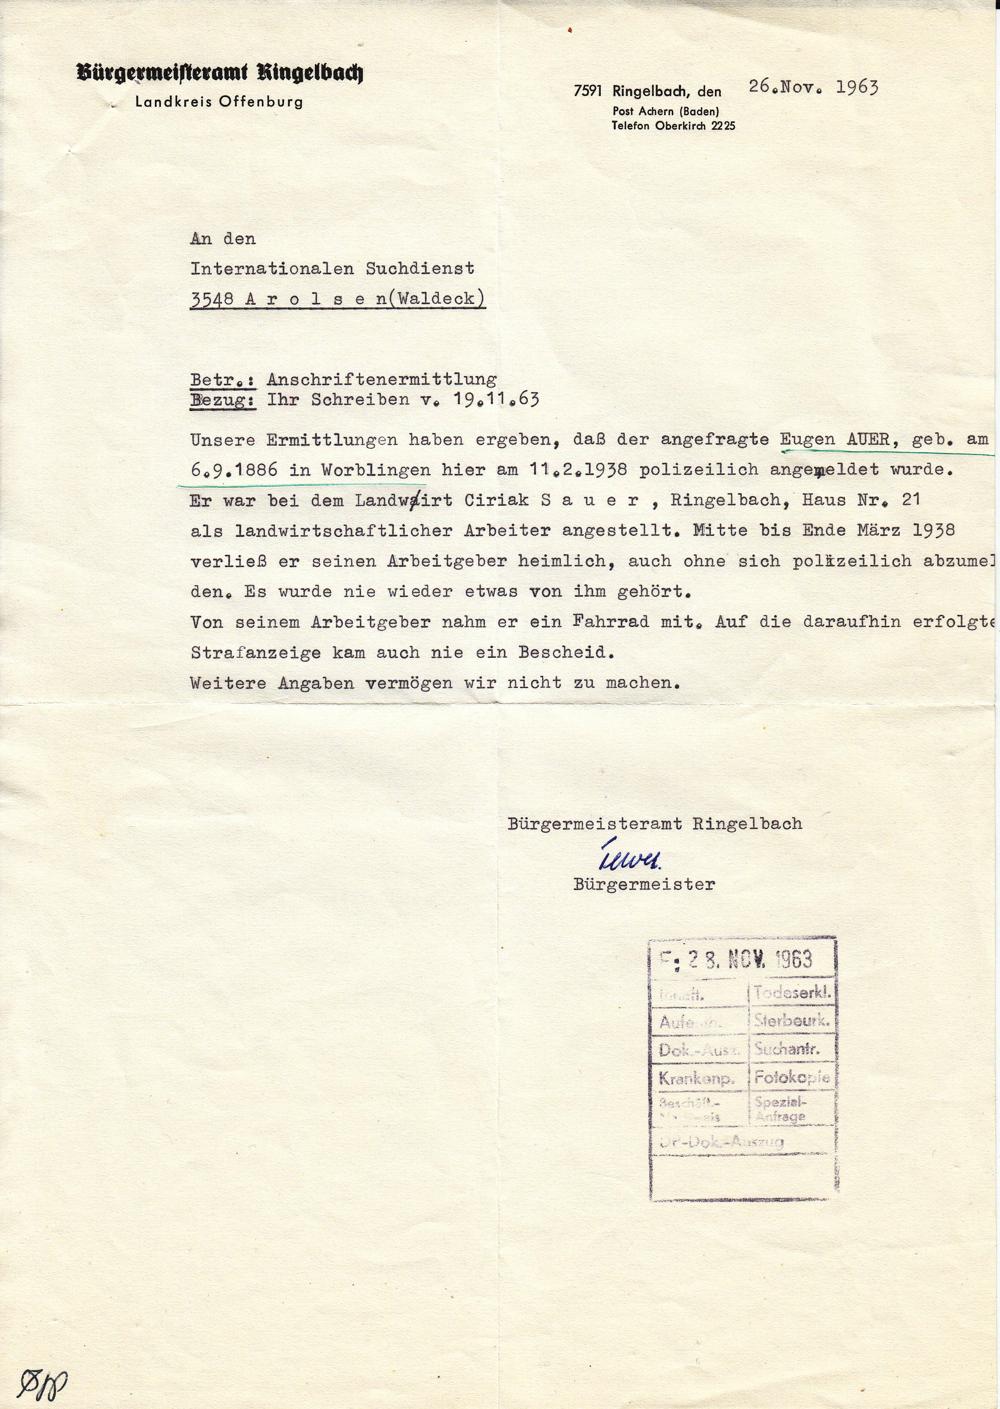 Bürgermeisteramt Ringelbach
Landkreis Offenburg
7591 Ringelbach, den 26.Nov. 1963
Post Achern (Baden)
Telefon Oberkirch 2225
An den
Internationalen Suchdienst
3548 A r o l s e n(Waldeck)
Betr.: Anschriftenermittlung
Bezug: Ihr Schreiben v. 19.11.63
Unsere Ermittlungen haben ergeben, daß der angefragte Eugen AUER, geb. am
6.9.1886 in Worblingen hier am 11.2.1938 polizeilich angemeldet wurde.
Er war bei dem Landwirt Ciriak S a u e r , Ringelbach, Haus Nr. 21
als landwirtschaftlicher Arbeiter angestellt. Mitte bis Ende März 1938
verließ er seinen Arbeitgeber heimlich, auch ohne sich polizeilich abzumel
den. Es wurde nie wieder etwas von ihm gehört.
Von seinem Arbeitgeber nahm er ein Fahrrad mit. Auf die daraufhin erfolgte
Strafanzeige kam auch nie ein Bescheid.
Weitere Angaben vermögen wir nicht zu machen.
Bürgermeisteramt Ringelbach
Bürgermeister
E: 28. NOV. 1963
Todeserkl.
Sterbeurk.
Dok.-Ausz. Suchantr.
Krankenp. Fotokopie
Beschäft.- Spezial-
Anfrage
DP-Dok.-Auszug